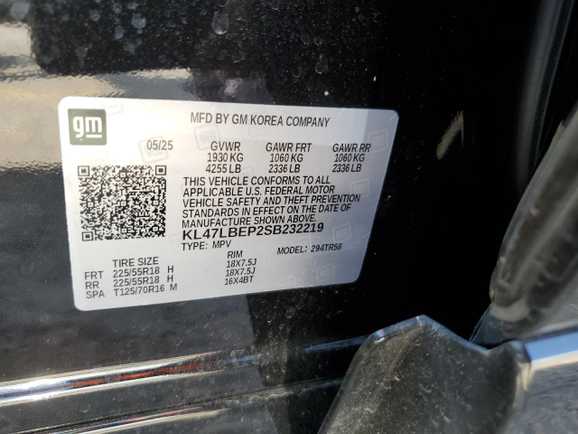 gm
MFD BY GM KOREA COMPANY
05/25 GVWR GAWR FRT GAWR RR
1930 KG 1060 KG 1060 KG
4255 LB 2336 LB 2336 LB
THIS VEHICLE CONFORMS TO ALL
APPLICABLE U.S. FEDERAL MOTOR
VEHICLE SAFETY AND THEFT PREVENTION
STANDARDS IN EFFECT ON THE DATE OF
MANUFACTURE SHOWN ABOVE.
KL47LBEP2SB232219
TYPE: MPV MODEL: 294TR56
TIRE SIZE RIM
FRT 225/55R18 H 18X7.5J
RR 225/55R18 H 18X7.5J
SPA T125/70R16 M 16X4BT